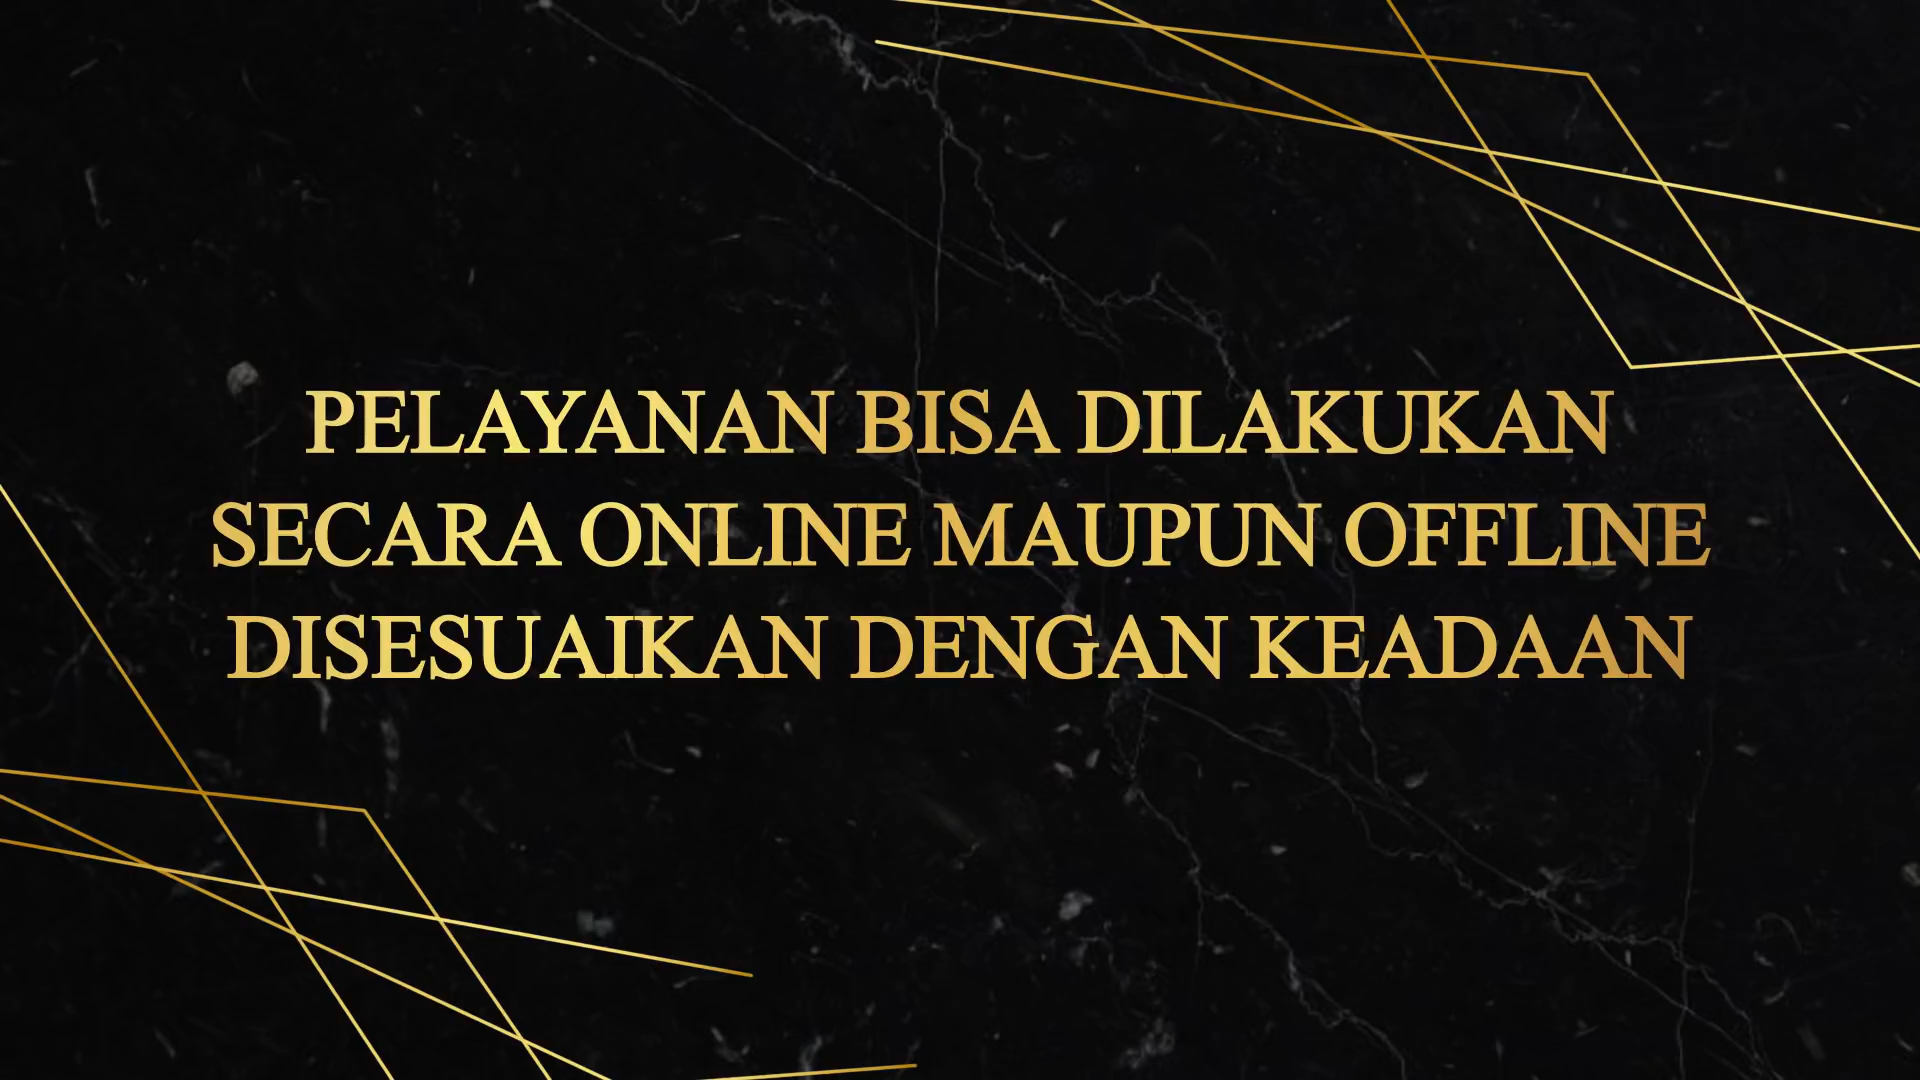 PELAYANAN BISA DILAKUKAN
SECARA ONLINE MAUPUN OFFLINE
DISESUAIKAN DENGAN KEADAAN